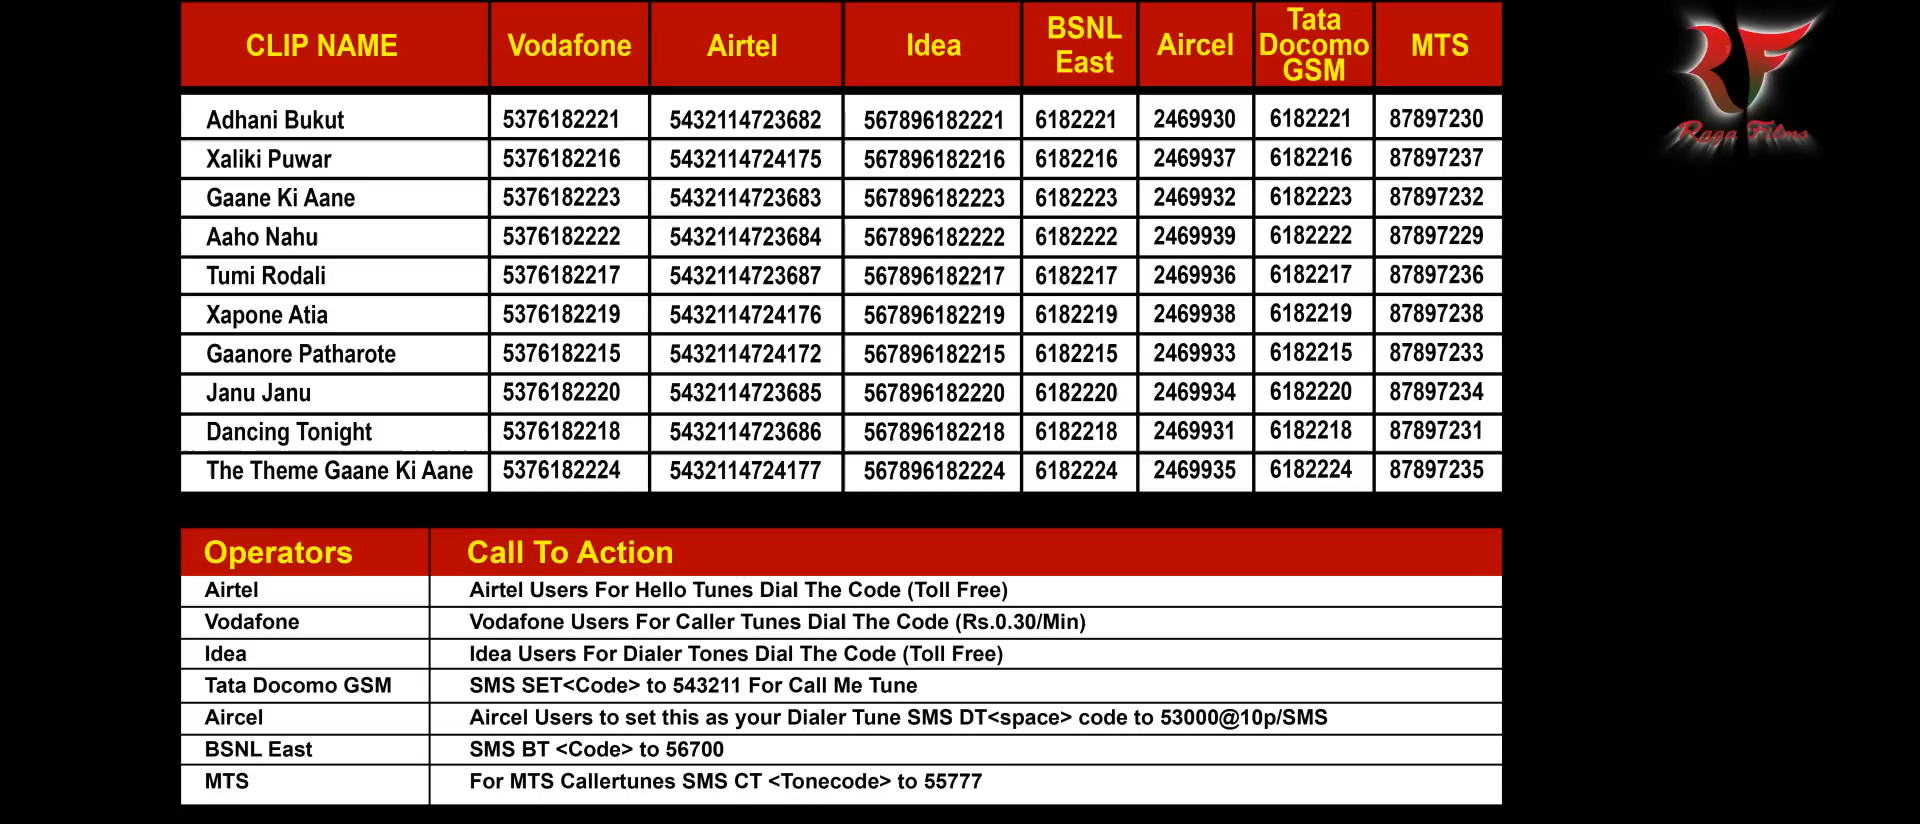 CLIP NAME Vodafone Airtel Idea BSNL East Aircel Tata Docomo GSM MTS
Adhani Bukut 5376182221 5432114723682 567896182221 6182221 2469930 6182221 87897230
Xaliki Puwar 5376182216 5432114724175 567896182216 6182216 2469937 6182216 87897237
Gaane Ki Aane 5376182223 5432114723683 567896182223 6182223 2469932 6182223 87897232
Aaho Nahu 5376182222 5432114723684 567896182222 6182222 2469939 6182222 87897229
Tumi Rodali 5376182217 5432114723687 567896182217 6182217 2469936 6182217 87897236
Xapone Atia 5376182219 5432114724176 567896182219 6182219 2469938 6182219 87897238
Gaanore Patharote 5376182215 5432114724172 567896182215 6182215 2469933 6182215 87897233
Janu Janu 5376182220 5432114723685 567896182220 6182220 2469934 6182220 87897234
Dancing Tonight 5376182218 5432114723686 567896182218 6182218 2469931 6182218 87897231
The Theme Gaane Ki Aane 5376182224 5432114724177 567896182224 6182224 2469935 6182224 87897235
Operators Call To Action
Airtel Airtel Users For Hello Tunes Dial The Code (Toll Free)
Vodafone Vodafone Users For Caller Tunes Dial The Code (Rs.0.30/Min)
Idea Idea Users For Dialer Tones Dial The Code (Toll Free)
Tata Docomo GSM SMS SET<Code> to 543211 For Call Me Tune
Aircel Aircel Users to set this as your Dialer Tune SMS DT<space> code to 53000@10p/SMS
BSNL East SMS BT <Code> to 56700
MTS For MTS Callertunes SMS CT <Tonecode> to 55777
RF
Raga Films